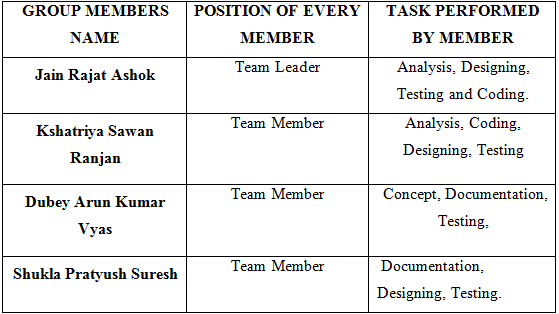 GROUP MEMBERS NAME
POSITION OF EVERY MEMBER
TASK PERFORMED BY MEMBER
Jain Rajat Ashok
Team Leader
Analysis, Designing,
Testing and Coding.
Kshatriya Sawan
Ranjan
Team Member
Analysis, Coding,
Designing, Testing
Dubey Arun Kumar
Vyas
Team Member
Concept, Documentation,
Testing,
Shukla Pratyush Suresh
Team Member
Documentation,
Designing, Testing.